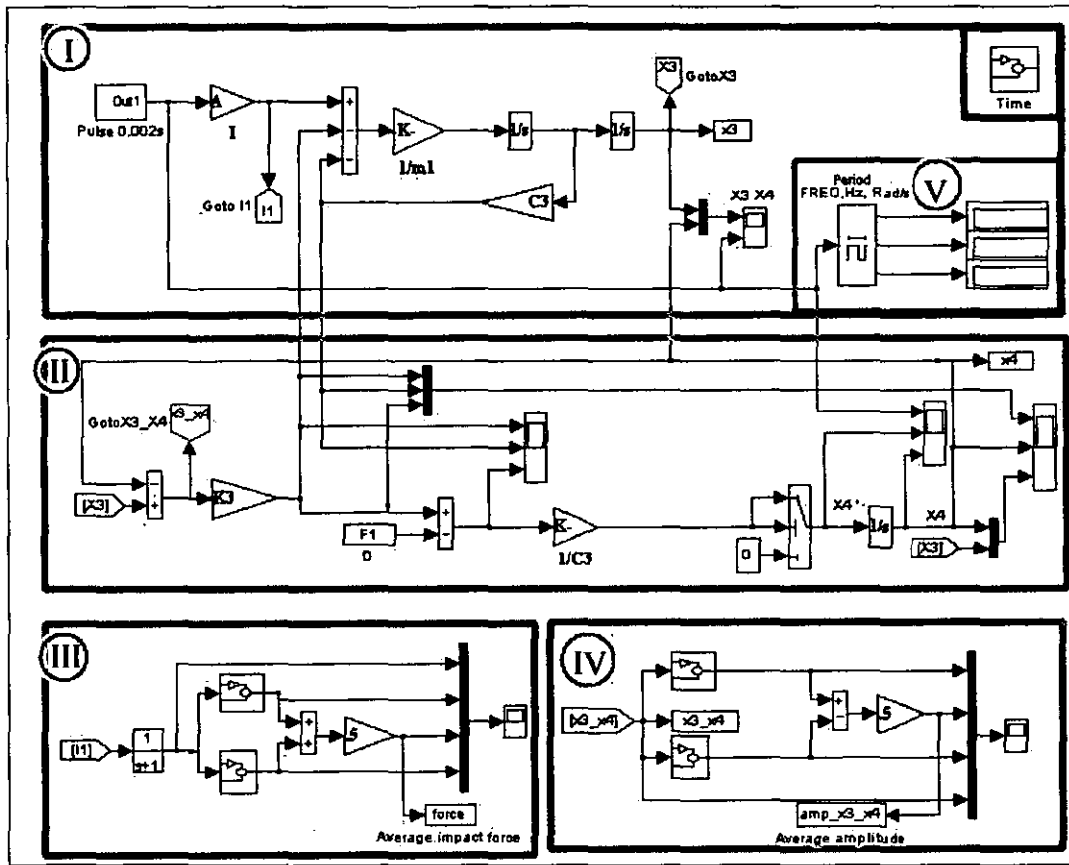 I
Out1
Pulse 0,002s
A
I
Goto I1
I1
+
−
−
K-
1/m1
1/s
1/s
C3
X3
GotoX3
x3
X3 X4
Time
V
Period
FREQ,Hz, Rad/s
II
x4
GotoX3_X4
x3_x4
−
+
[X3]
K3
F1
0
+
−
K-
1/C3
0
X4'
1/s
X4
[X3]
III
[I1]
1
s+1
+
+
.5
force
Average impact force
IV
[x3_x4]
x3_x4
+
−
.5
amp_x3_x4
Average amplitude